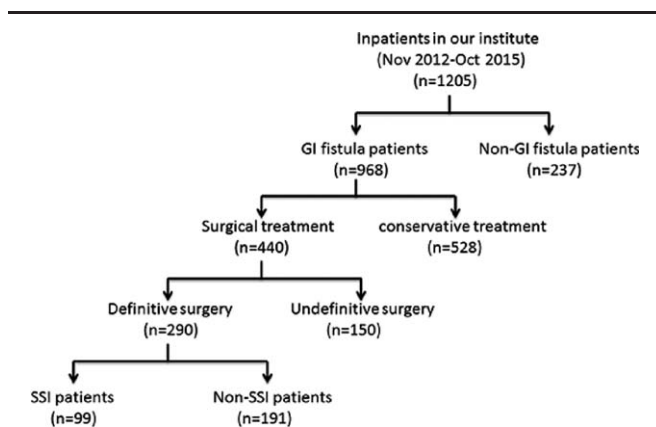 Inpatients in our institute
(Nov 2012-Oct 2015)
(n=1205)
GI fistula patients
(n=968)
Non-GI fistula patients
(n=237)
Surgical treatment
(n=440)
conservative treatment
(n=528)
Definitive surgery
(n=290)
Undefinitive surgery
(n=150)
SSI patients
(n=99)
Non-SSI patients
(n=191)